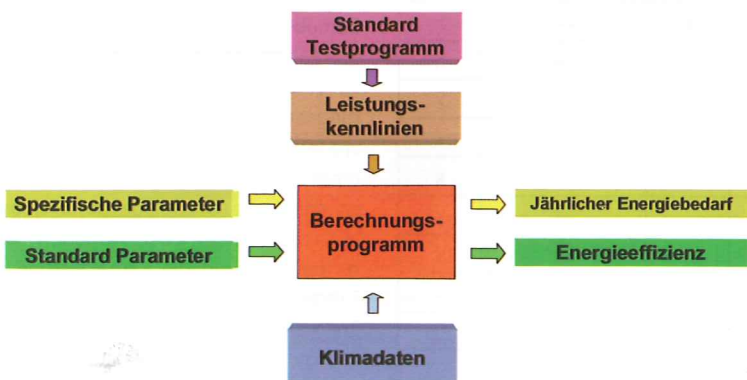 Standard
Testprogramm
Leistungs-
kennlinien
Spezifische Parameter
Standard Parameter
Berechnungs-
programm
Jährlicher Energiebedarf
Energieeffizienz
Klimadaten